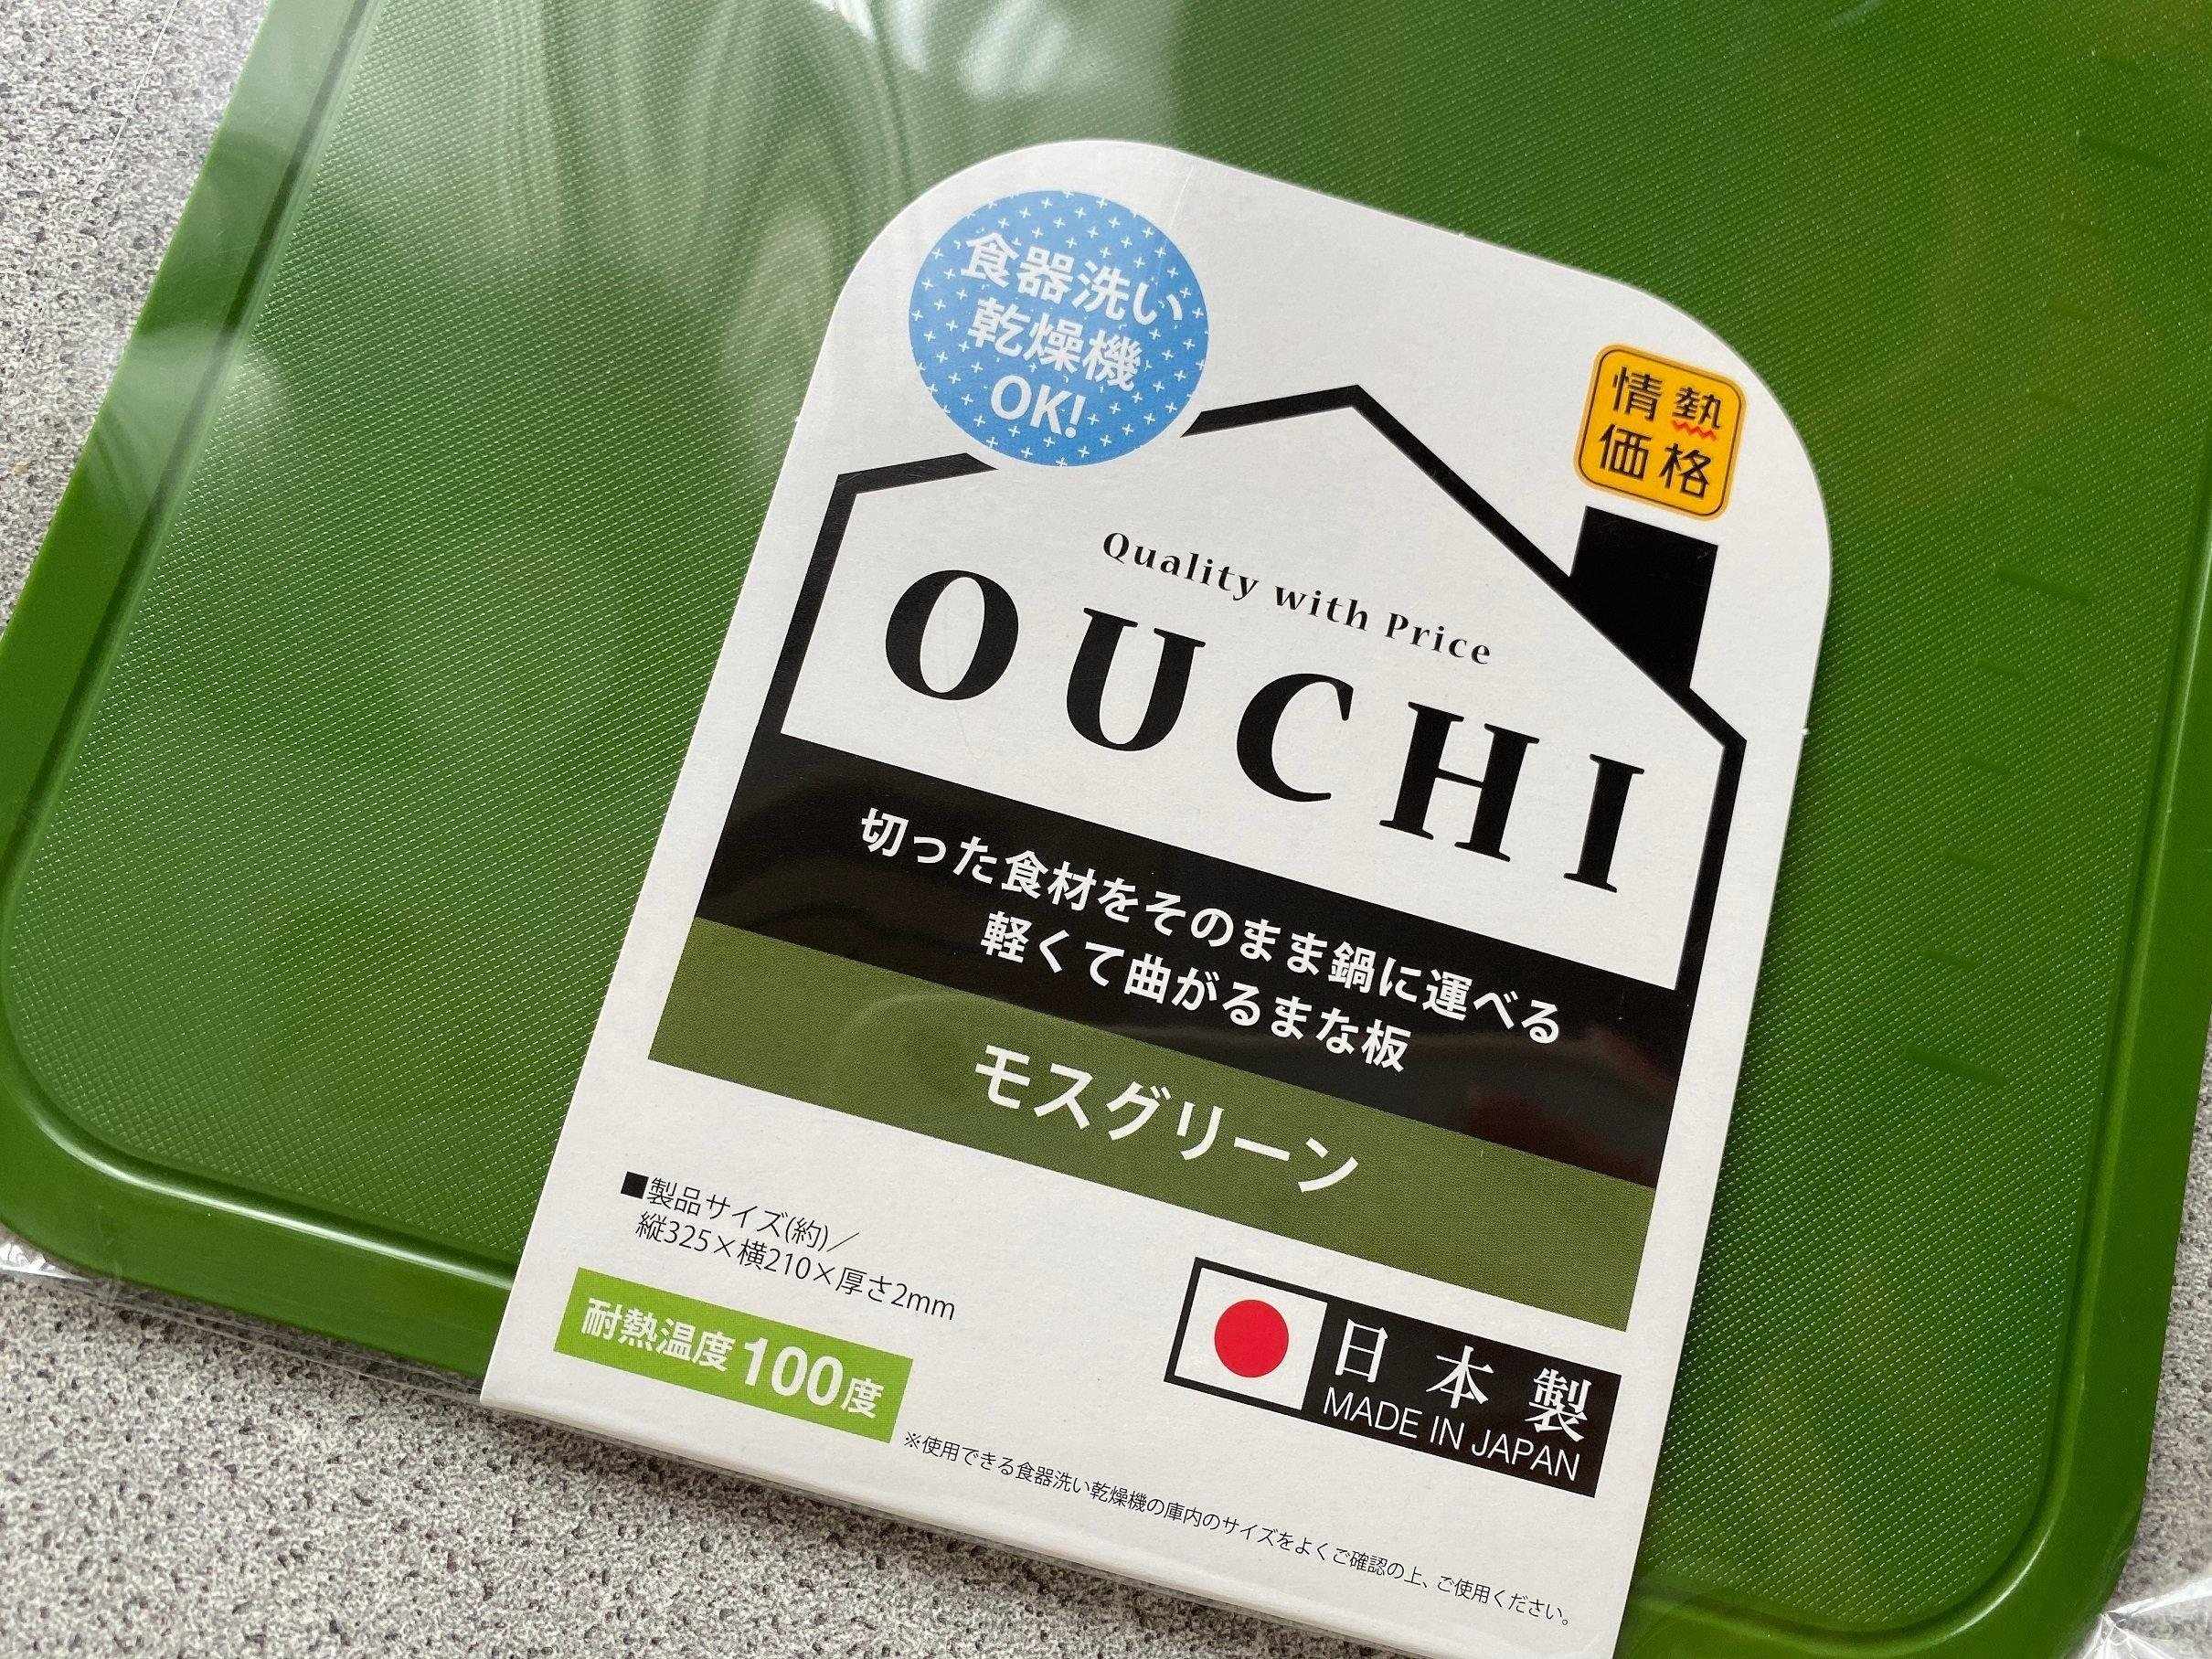 食器洗い
乾燥機
OK!
情熱
価格
Quality with Price
OUCHI
切った食材をそのまま鍋に運べる
軽くて曲がるまな板
モスグリーン
■製品サイズ(約)／
縦325×横210×厚さ2mm
耐熱温度100度
日本製
MADE IN JAPAN
※使用できる食器洗い乾燥機の庫内のサイズをよくご確認の上、ご使用ください。